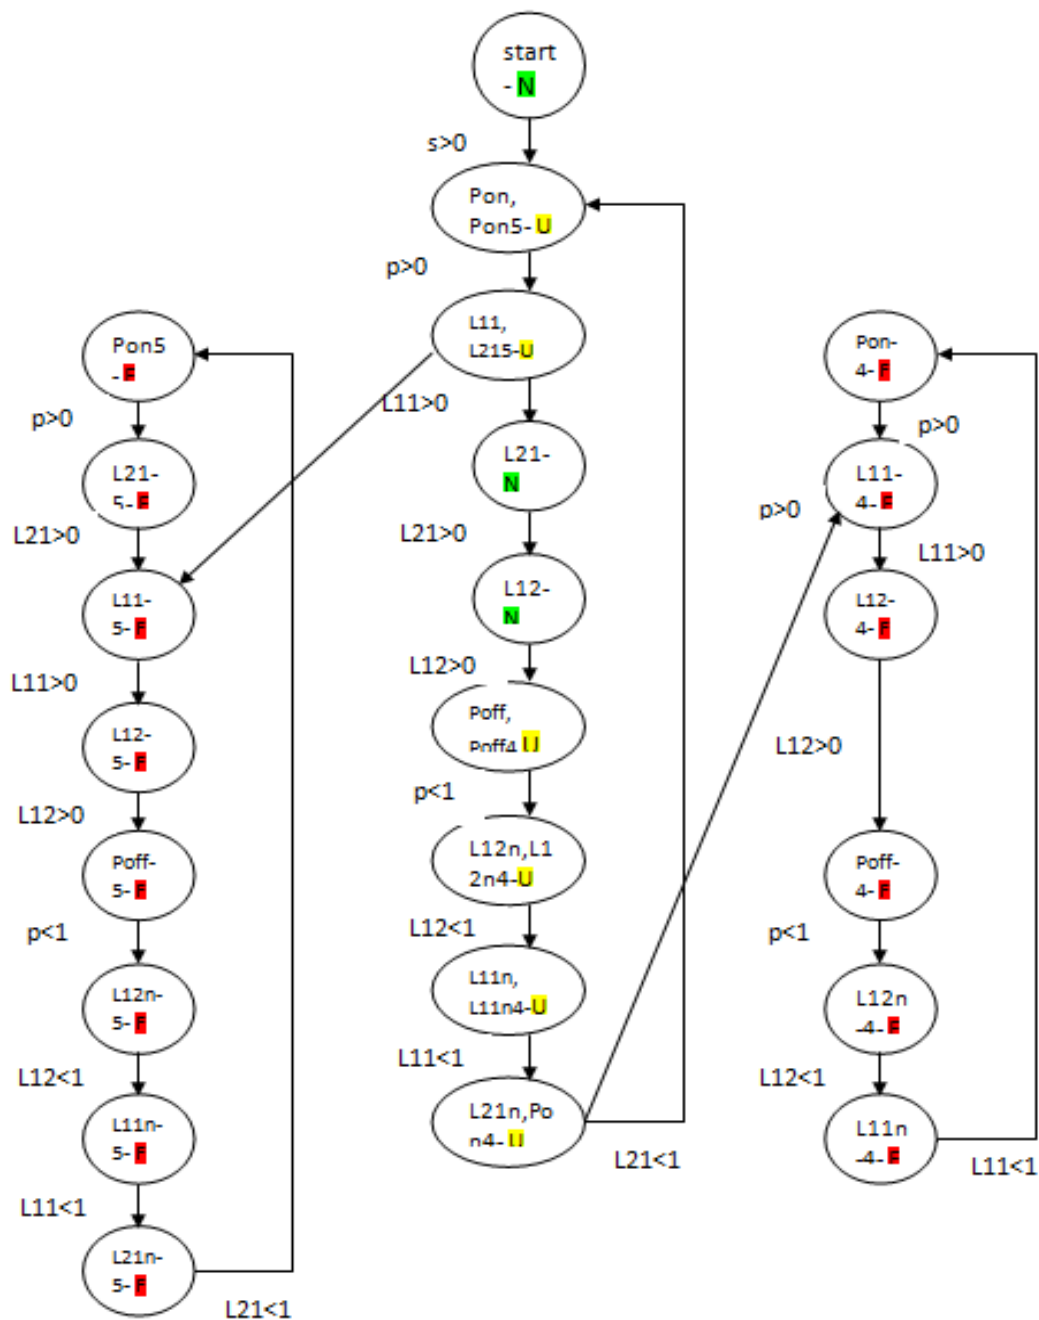 start
- N
s>0
Pon,
Pon5- U
p>0
L11,
L215-U
L11>0
L21-
N
L21>0
L12-
N
L12>0
Poff,
Poff4 U
p<1
L12n,L1
2n4-U
L12<1
L11n,
L11n4-U
L11<1
L21n,Po
n4- U
L21<1
Pon5
- F
p>0
L21-
5- F
L21>0
L11-
5- F
L11>0
L12-
5- F
L12>0
Poff-
5- F
p<1
L12n-
5- F
L12<1
L11n-
5- F
L11<1
L21n-
5- F
L21<1
Pon-
4- F
p>0
p>0
L11-
4- F
L11>0
L12-
4- F
L12>0
Poff-
4- F
p<1
L12n
-4- F
L12<1
L11n
-4- F
L11<1